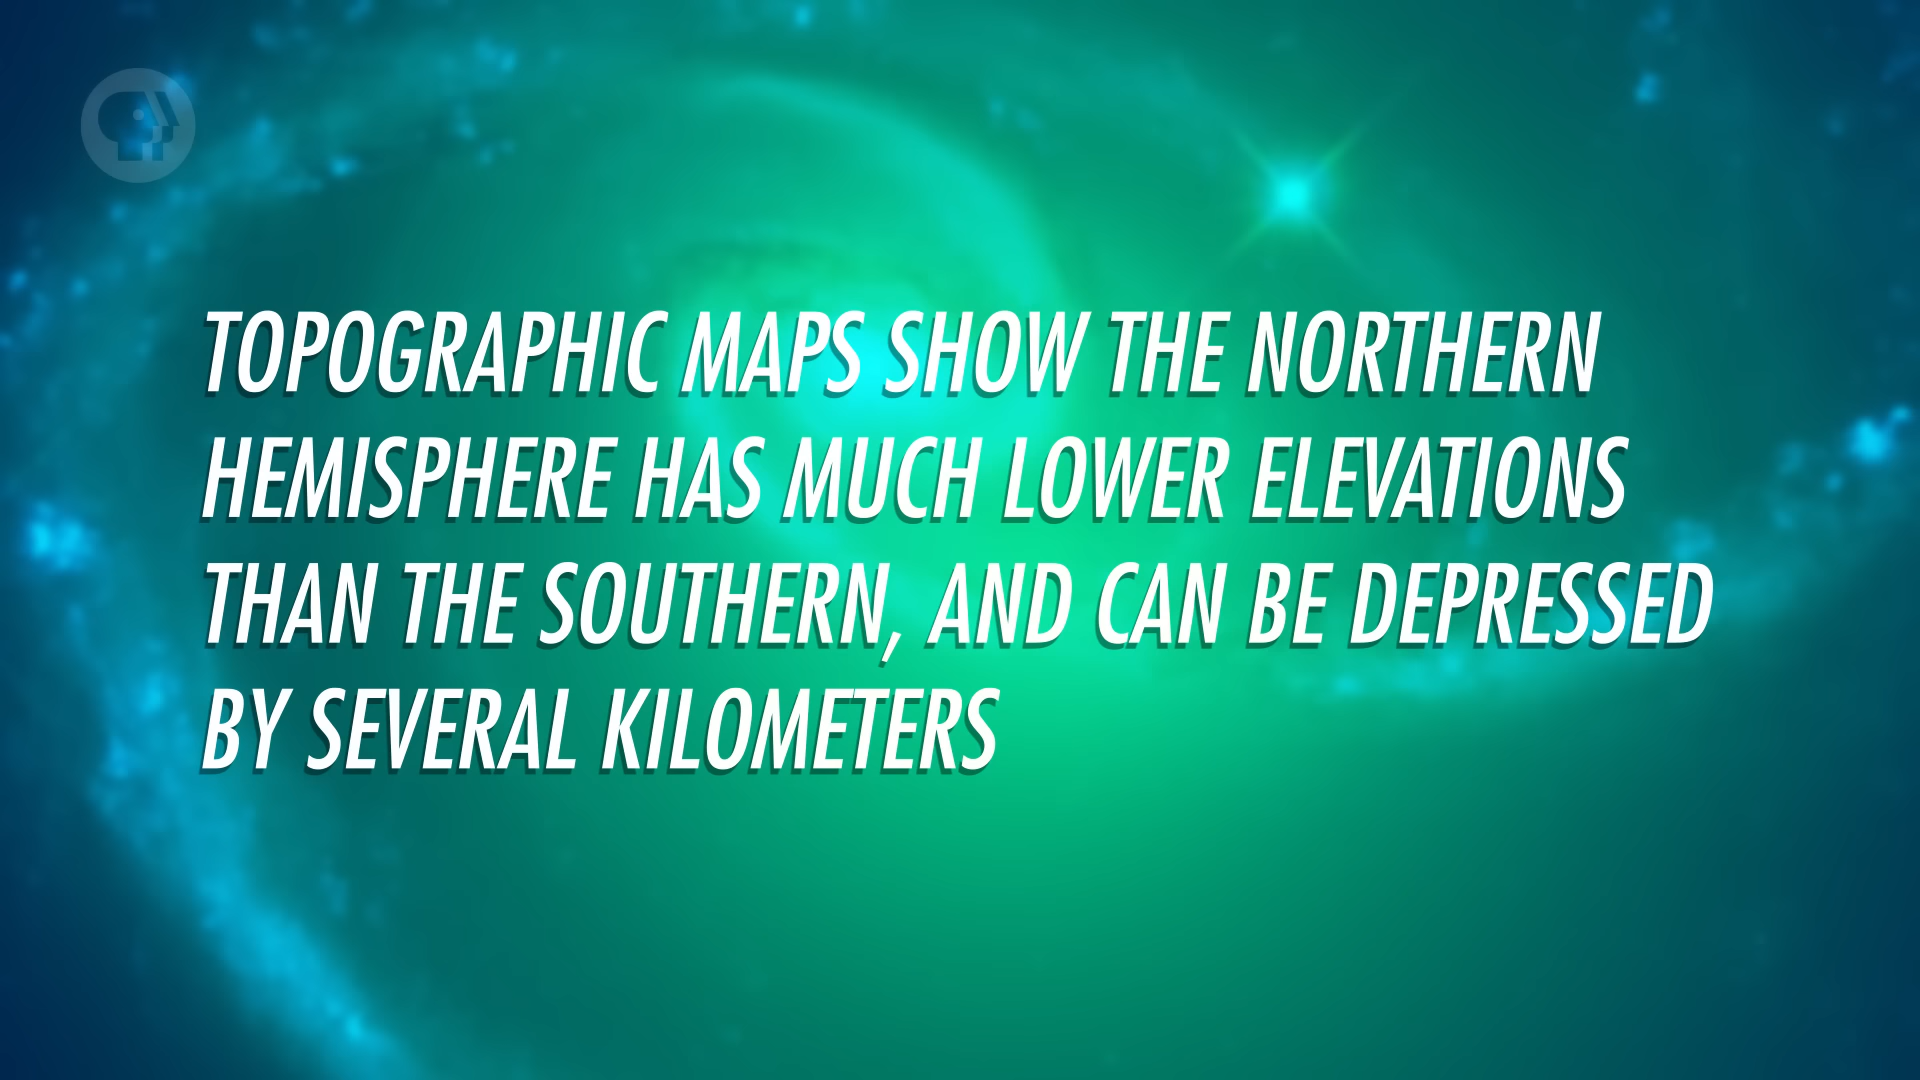 TOPOGRAPHIC MAPS SHOW THE NORTHERN
HEMISPHERE HAS MUCH LOWER ELEVATIONS
THAN THE SOUTHERN, AND CAN BE DEPRESSED
BY SEVERAL KILOMETERS